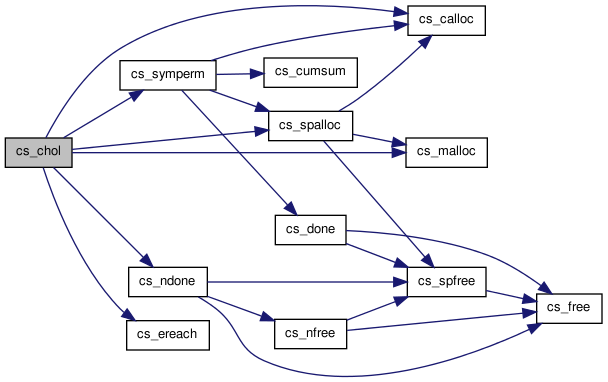 cs_calloc
cs_symperm
cs_cumsum
cs_spalloc
cs_chol
cs_malloc
cs_done
cs_ndone
cs_spfree
cs_free
cs_ereach
cs_nfree